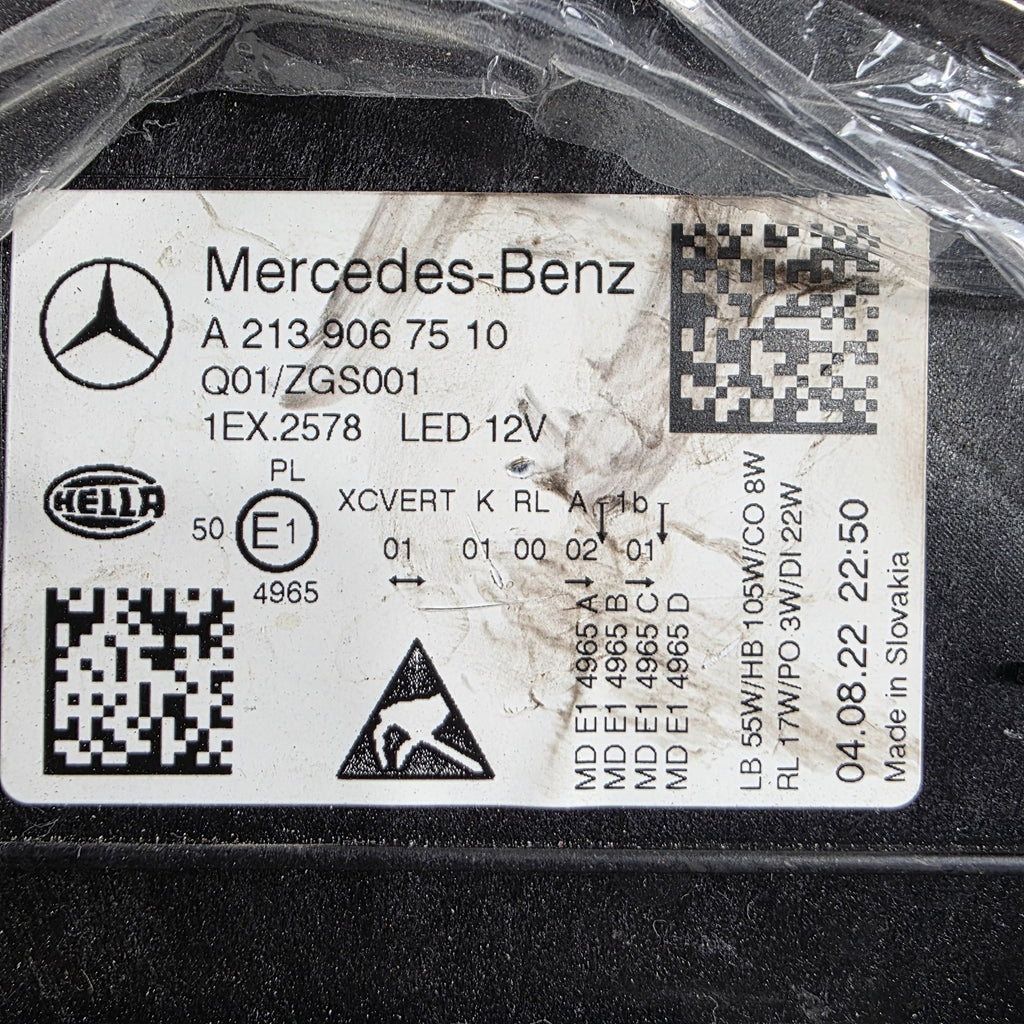 Mercedes-Benz
A 213 906 75 10
Q01/ZGS001
1EX.2578 LED 12V
HELLA
PL
50 E1
4965
XCVERT K RL A 1b
01 01 00 02 01
MD E1 4965 A
MD E1 4965 B
MD E1 4965 C
MD E1 4965 D
LB 55W/HB 105W/CO 8W
RL 17W/PO 3W/DI 22W
04.08.22 22:50
Made in Slovakia